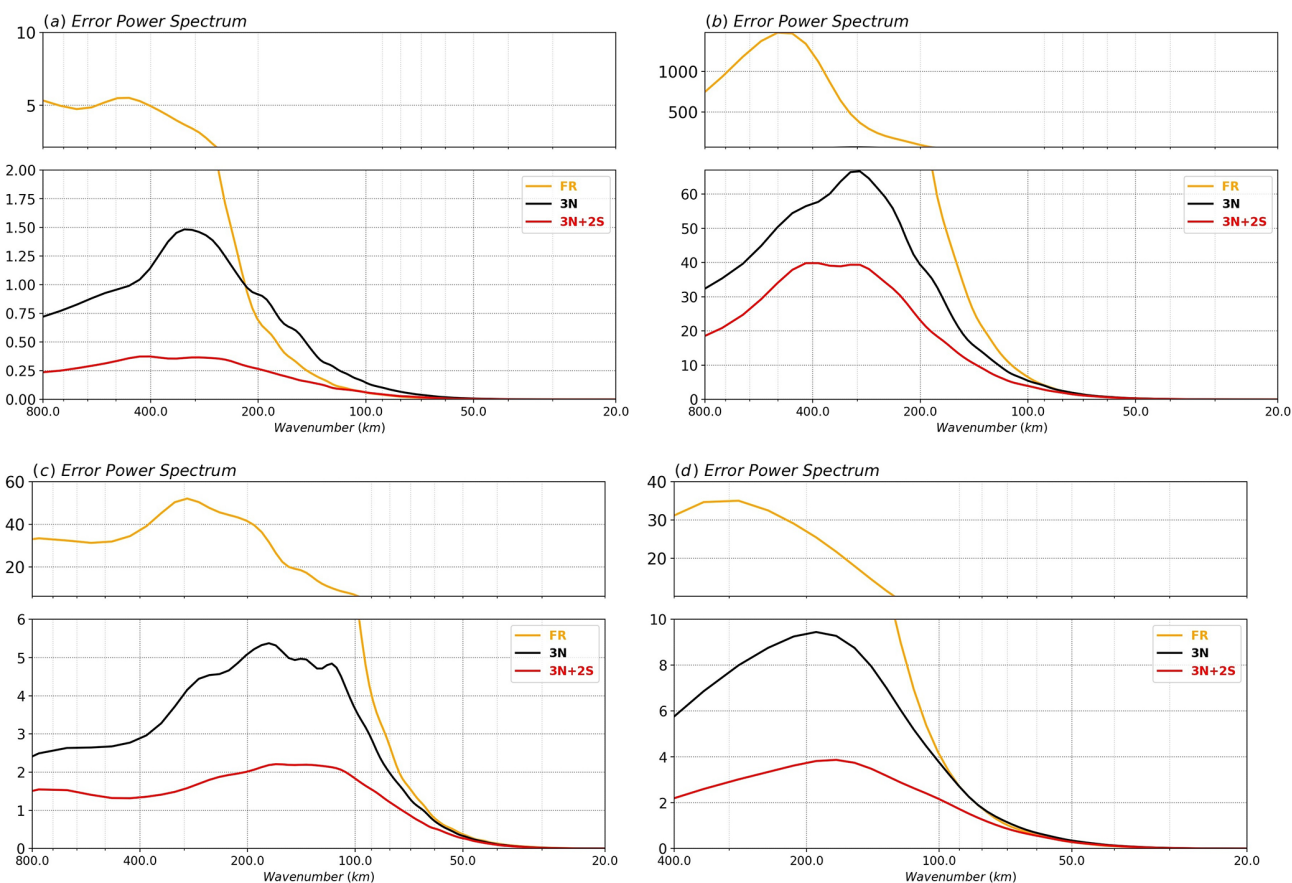 (a) Error Power Spectrum
10
5
2.00
1.75
1.50
1.25
1.00
0.75
0.50
0.25
0.00
FR
3N
3N+2S
800.0 400.0 200.0 100.0 50.0 20.0
Wavenumber (km)
(b) Error Power Spectrum
1000
500
60
50
40
30
20
10
0
FR
3N
3N+2S
800.0 400.0 200.0 100.0 50.0 20.0
Wavenumber (km)
(c) Error Power Spectrum
60
40
20
6
5
4
3
2
1
0
FR
3N
3N+2S
800.0 400.0 200.0 100.0 50.0 20.0
Wavenumber (km)
(d) Error Power Spectrum
40
30
20
10
8
6
4
2
0
FR
3N
3N+2S
400.0 200.0 100.0 50.0 20.0
Wavenumber (km)